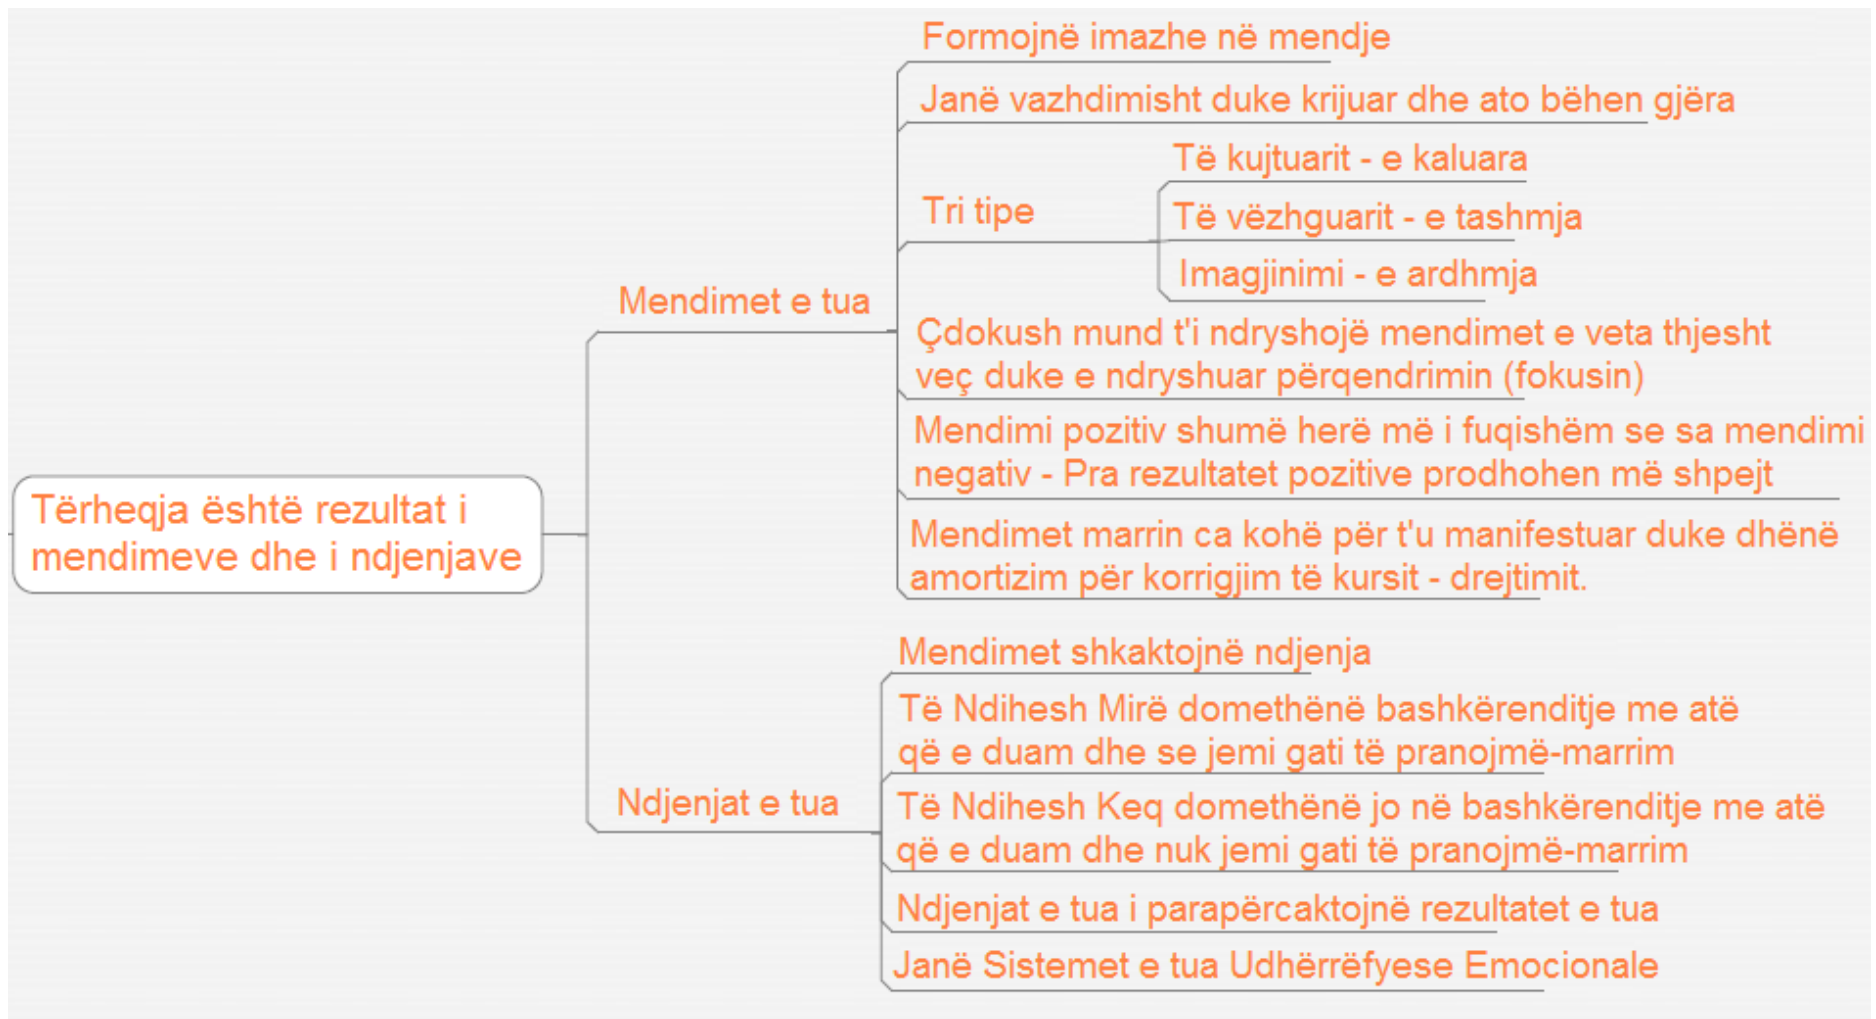 Tërheqja është rezultat i
mendimeve dhe i ndjenjave
Mendimet e tua
Formojnë imazhe në mendje
Janë vazhdimisht duke krijuar dhe ato bëhen gjëra
Tri tipe
Të kujtuarit - e kaluara
Të vëzhguarit - e tashmja
Imagjinimi - e ardhmja
Çdokush mund t'i ndryshojë mendimet e veta thjesht
veç duke e ndryshuar përqendrimin (fokusin)
Mendimi pozitiv shumë herë më i fuqishëm se sa mendimi
negativ - Pra rezultatet pozitive prodhohen më shpejt
Mendimet marrin ca kohë për t'u manifestuar duke dhënë
amortizim për korrigjim të kursit - drejtimit.
Ndjenjat e tua
Mendimet shkaktojnë ndjenja
Të Ndihesh Mirë domethënë bashkërenditje me atë
që e duam dhe se jemi gati të pranojmë-marrim
Të Ndihesh Keq domethënë jo në bashkërenditje me atë
që e duam dhe nuk jemi gati të pranojmë-marrim
Ndjenjat e tua i parapërcaktojnë rezultatet e tua
Janë Sistemet e tua Udhërrëfyese Emocionale